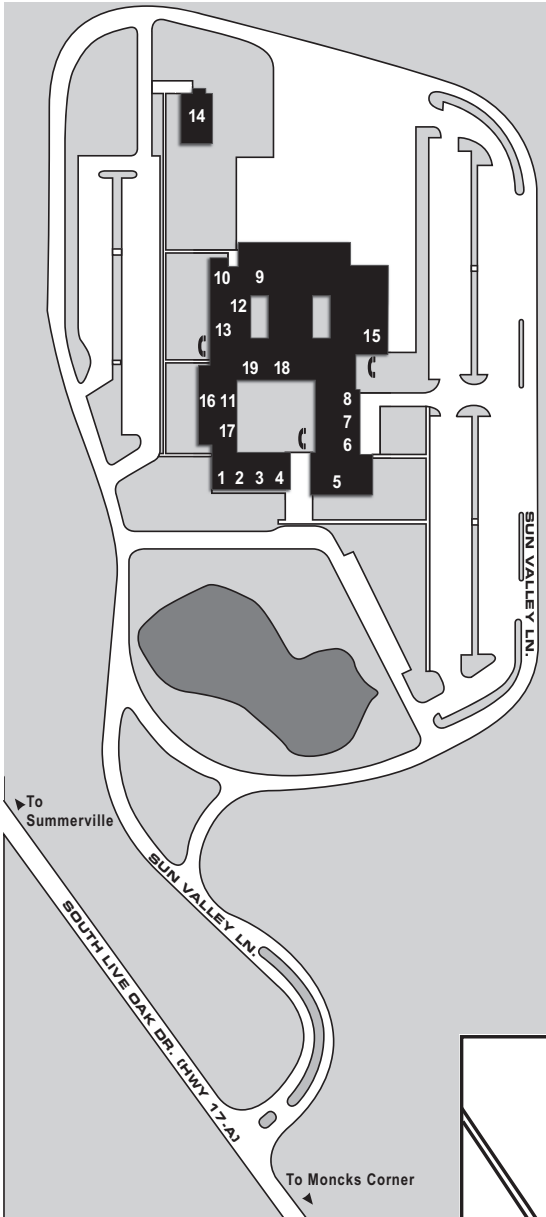 14
10 9
12
13
15
19 18
16 11
8
17
7
6
1 2 3 4
5
SUN VALLEY LN.
To
Summerville
SUN VALLEY LN.
SOUTH LIVE OAK DR. (HWY 17-A)
To Moncks Corner